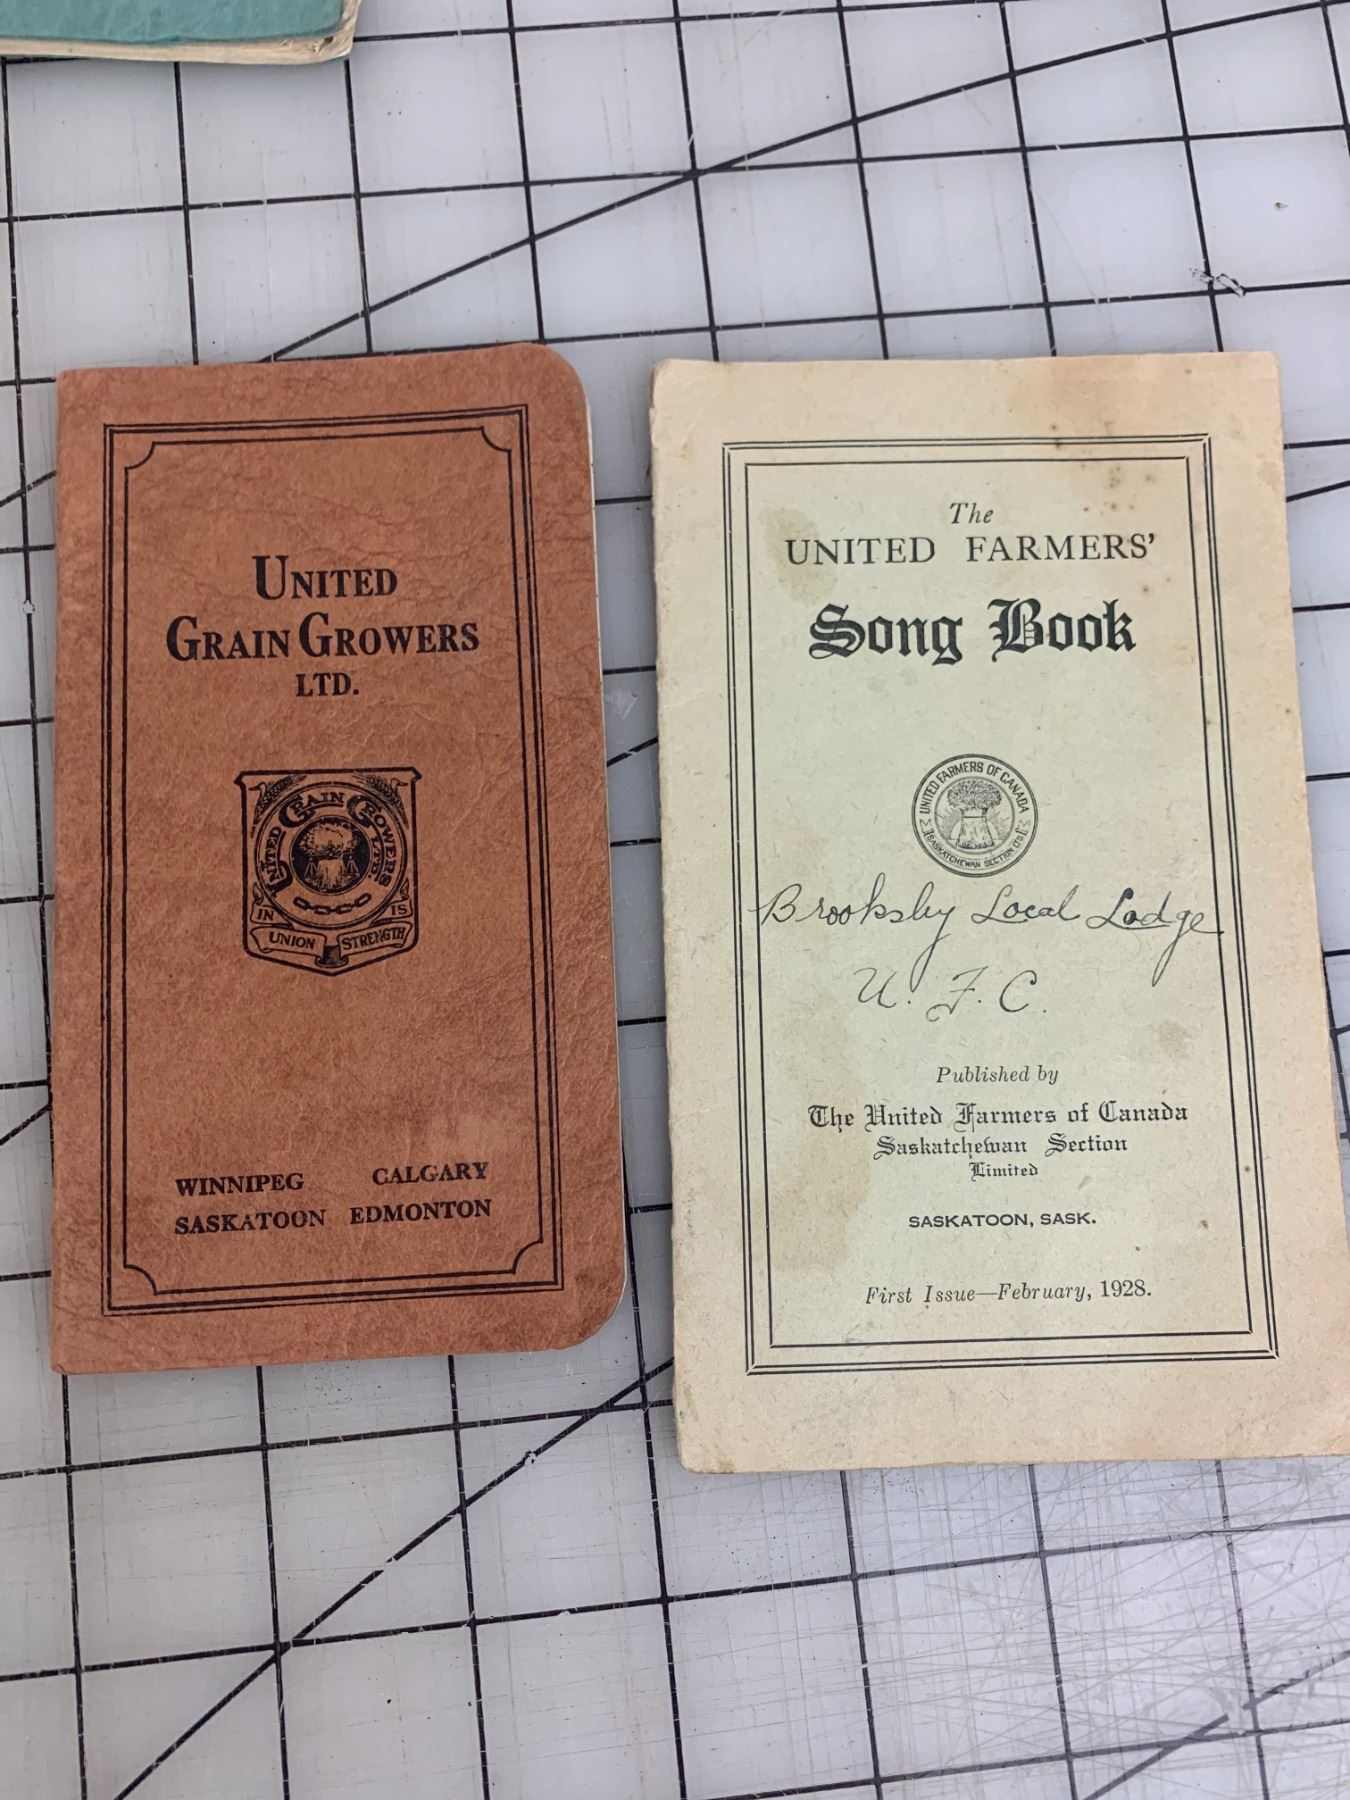 UNITED
GRAIN GROWERS
LTD.
UNITED GRAIN GROWERS LTD.
IN UNION IS STRENGTH
WINNIPEG CALGARY
SASKATOON EDMONTON
The
UNITED FARMERS'
Song Book
UNITED FARMERS OF CANADA
SASKATCHEWAN SECTION LTD.
Brooksby Local Lodge
U. F. C.
Published by
The United Farmers of Canada
Saskatchewan Section
Limited
SASKATOON, SASK.
First Issue—February, 1928.